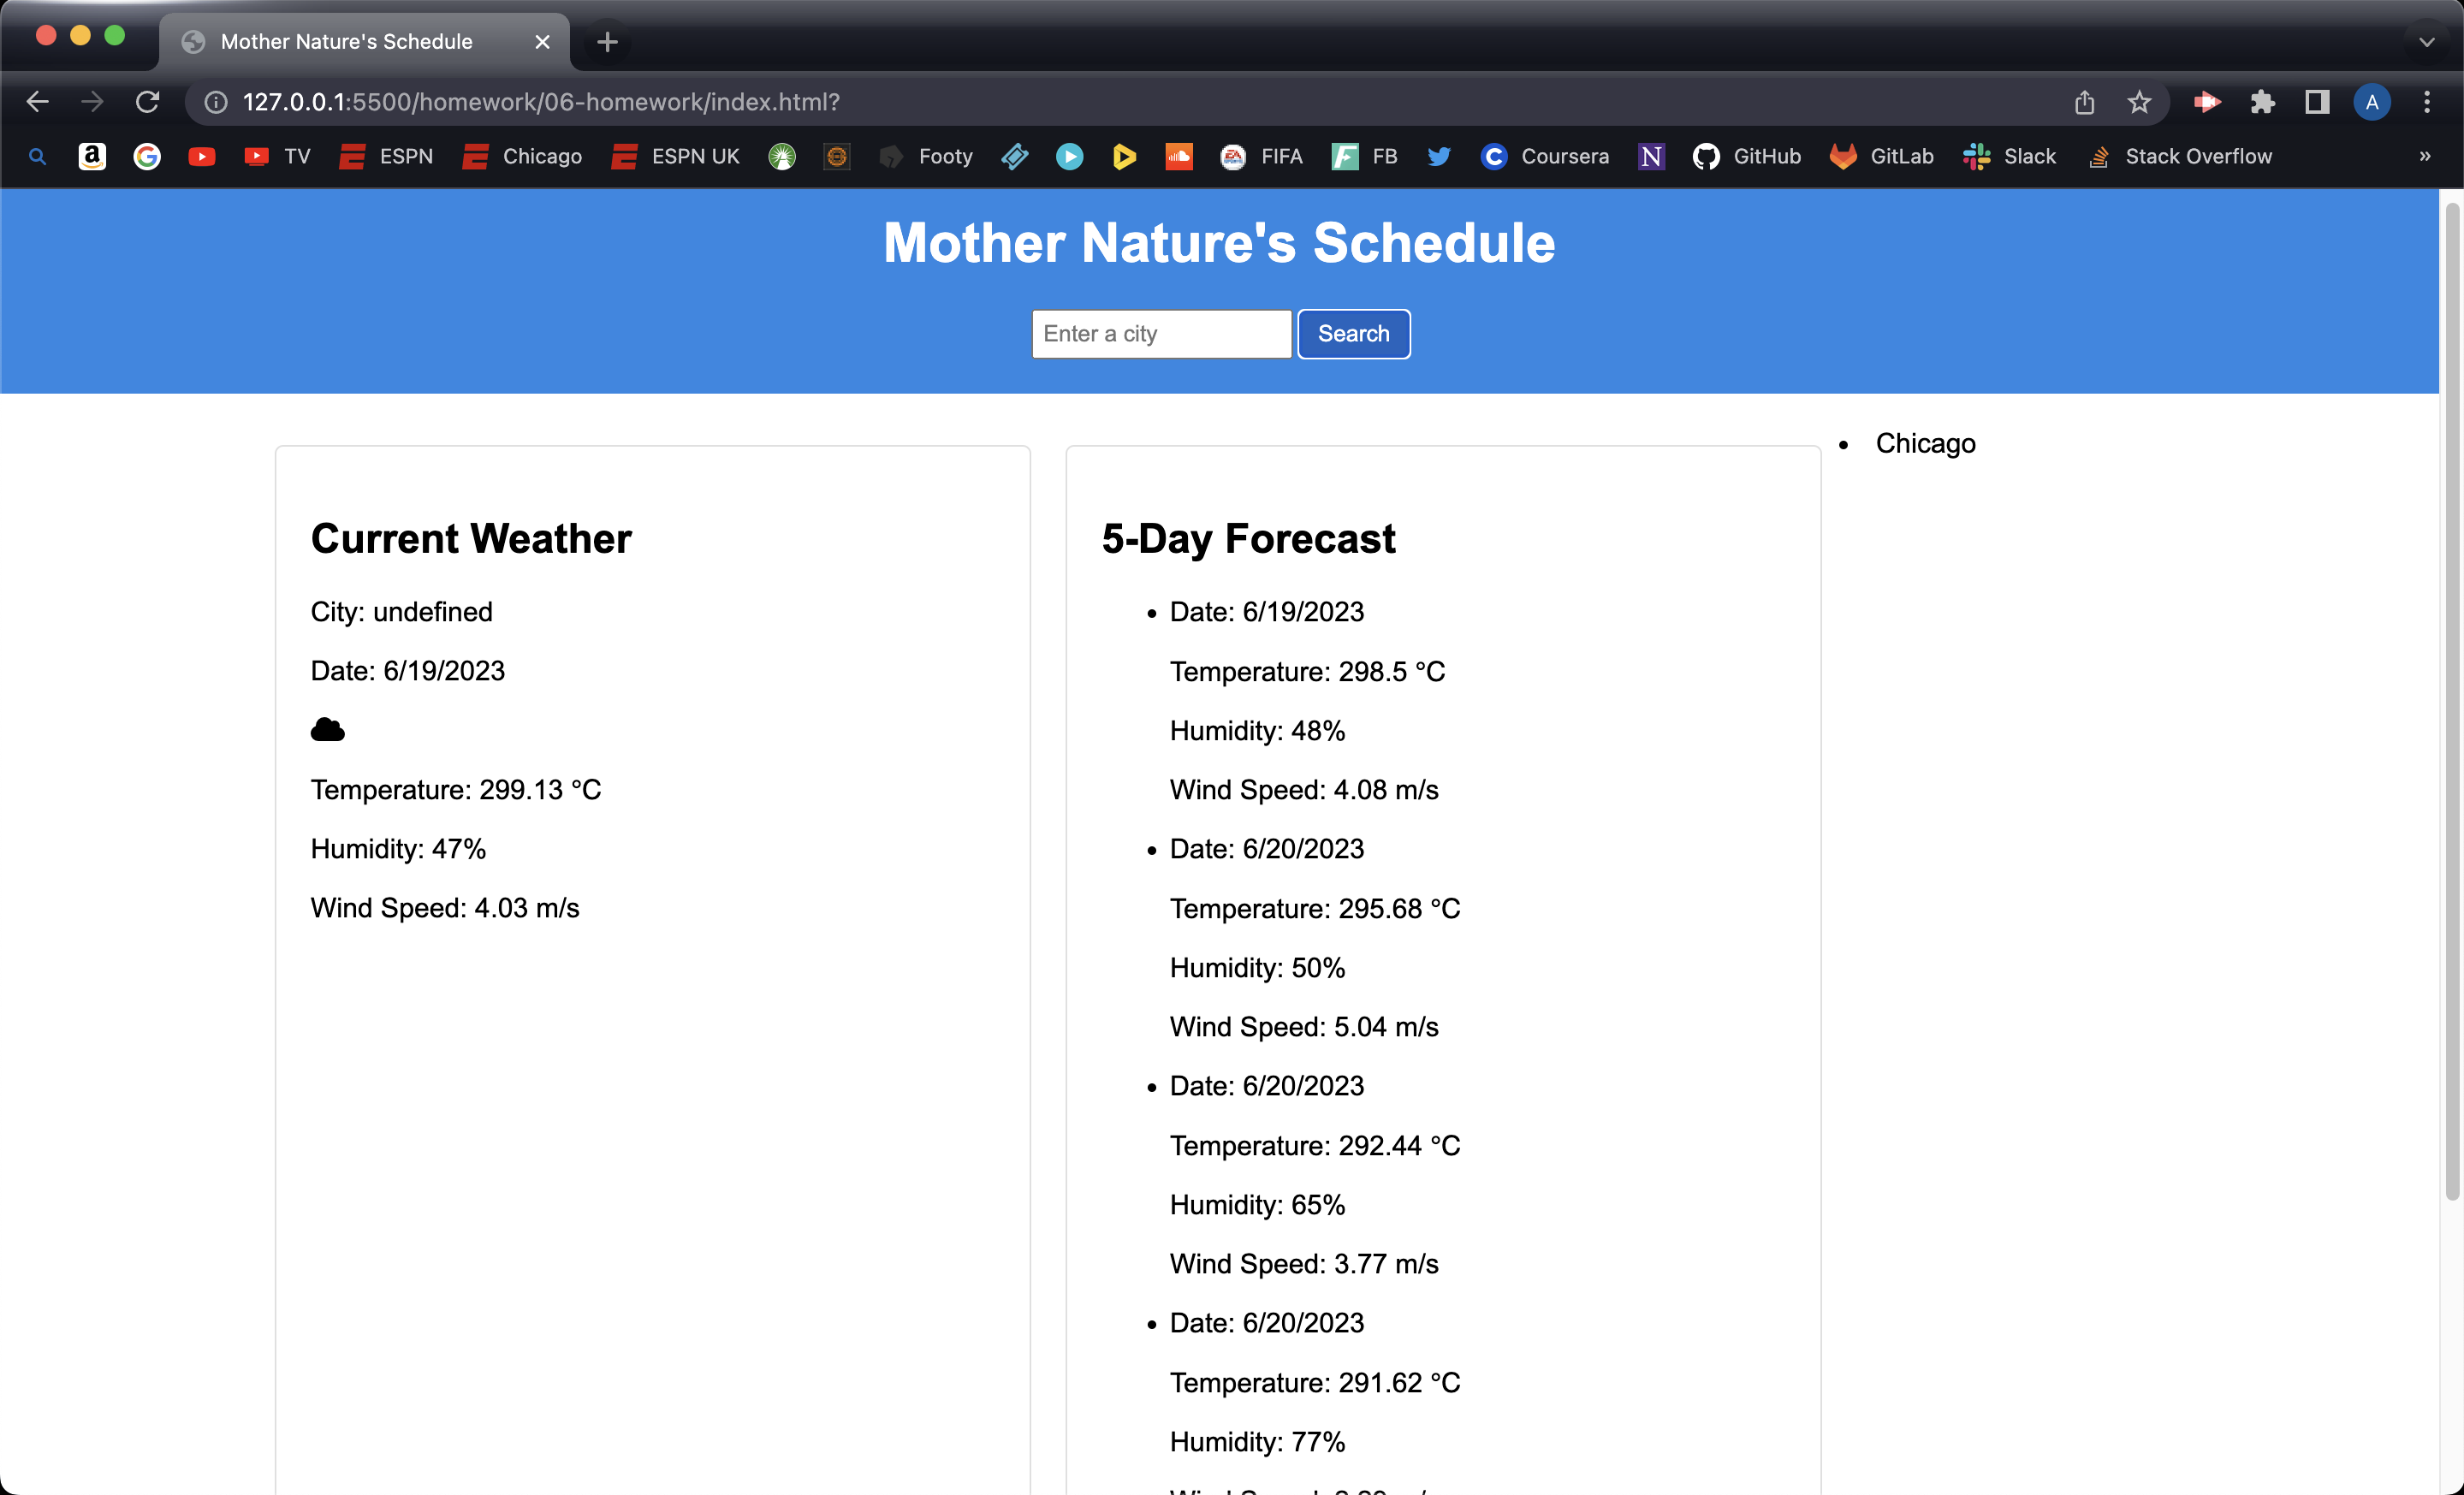 Mother Nature's Schedule
127.0.0.1:5500/homework/06-homework/index.html?
A
a
G
TV
ESPN
Chicago
ESPN UK
Footy
FIFA
FB
Coursera
N
GitHub
GitLab
Slack
Stack Overflow
»
Mother Nature's Schedule
Enter a city
Search
Current Weather
City: undefined
Date: 6/19/2023
Temperature: 299.13 °C
Humidity: 47%
Wind Speed: 4.03 m/s
5-Day Forecast
• Date: 6/19/2023
Temperature: 298.5 °C
Humidity: 48%
Wind Speed: 4.08 m/s
• Date: 6/20/2023
Temperature: 295.68 °C
Humidity: 50%
Wind Speed: 5.04 m/s
• Date: 6/20/2023
Temperature: 292.44 °C
Humidity: 65%
Wind Speed: 3.77 m/s
• Date: 6/20/2023
Temperature: 291.62 °C
Humidity: 77%
• Chicago